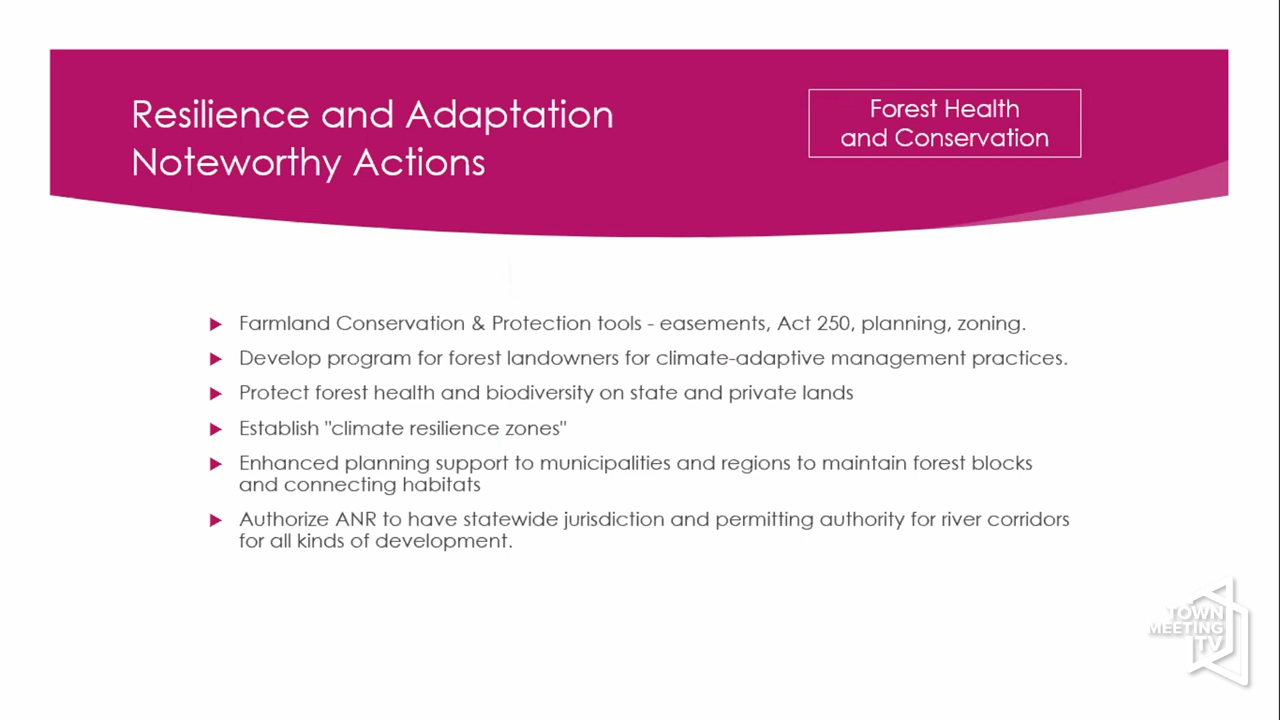 Resilience and Adaptation
Noteworthy Actions
Forest Health
and Conservation
Farmland Conservation & Protection tools - easements, Act 250, planning, zoning.
Develop program for forest landowners for climate-adaptive management practices.
Protect forest health and biodiversity on state and private lands
Establish "climate resilience zones"
Enhanced planning support to municipalities and regions to maintain forest blocks
and connecting habitats
Authorize ANR to have statewide jurisdiction and permitting authority for river corridors
for all kinds of development.
TOWN
MEETING
TV